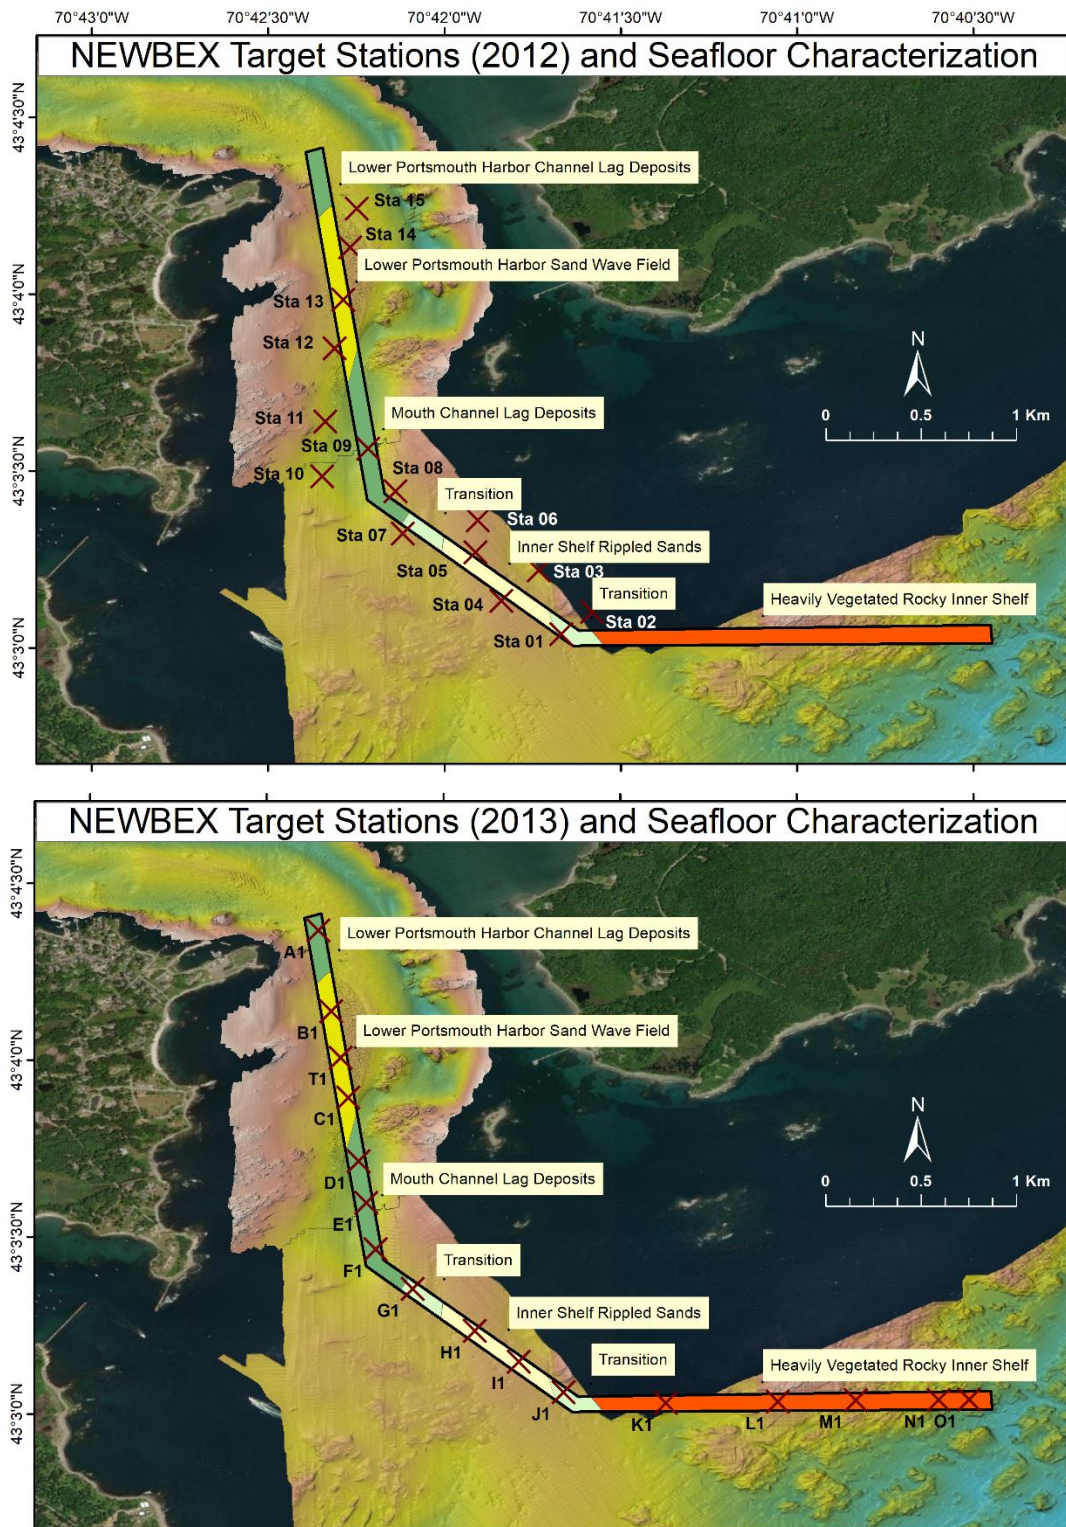 70°43'0"W 70°42'30"W 70°42'0"W 70°41'30"W 70°41'0"W 70°40'30"W
NEWBEX Target Stations (2012) and Seafloor Characterization
43°4'30"N
Lower Portsmouth Harbor Channel Lag Deposits
Sta 15
Sta 14
Lower Portsmouth Harbor Sand Wave Field
43°4'0"N
Sta 13
Sta 12
N
Mouth Channel Lag Deposits
0 0.5 1 Km
Sta 11
Sta 09
43°3'30"N
Sta 10
Sta 08
Transition
Sta 06
Sta 07
Inner Shelf Rippled Sands
Sta 05
Sta 03
Transition
Heavily Vegetated Rocky Inner Shelf
Sta 04
Sta 02
Sta 01
43°3'0"N
NEWBEX Target Stations (2013) and Seafloor Characterization
43°4'30"N
Lower Portsmouth Harbor Channel Lag Deposits
A1
Lower Portsmouth Harbor Sand Wave Field
B1
43°4'0"N
T1
C1
N
Mouth Channel Lag Deposits
D1
0 0.5 1 Km
E1
43°3'30"N
Transition
F1
G1
Inner Shelf Rippled Sands
H1
Transition
Heavily Vegetated Rocky Inner Shelf
I1
J1
43°3'0"N
K1 L1 M1 N1 O1